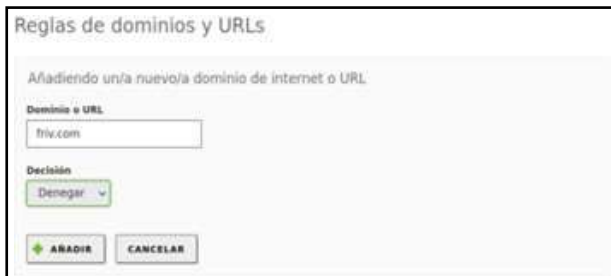 Reglas de dominios y URLs
Añadiendo un/a nuevo/a dominio de internet o URL
Dominio o URL
friv.com
Decisión
Denegar
AÑADIR CANCELAR